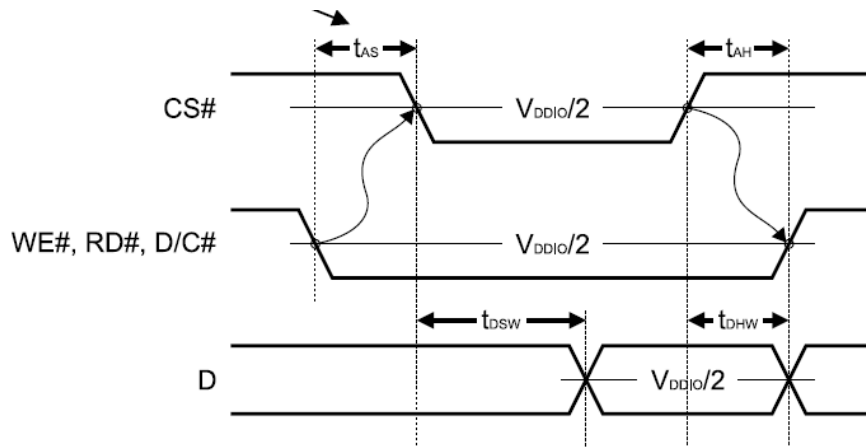 tAS tAH
CS# VDDIO/2
WE#, RD#, D/C# VDDIO/2
tDSW tDHW
D VDDIO/2